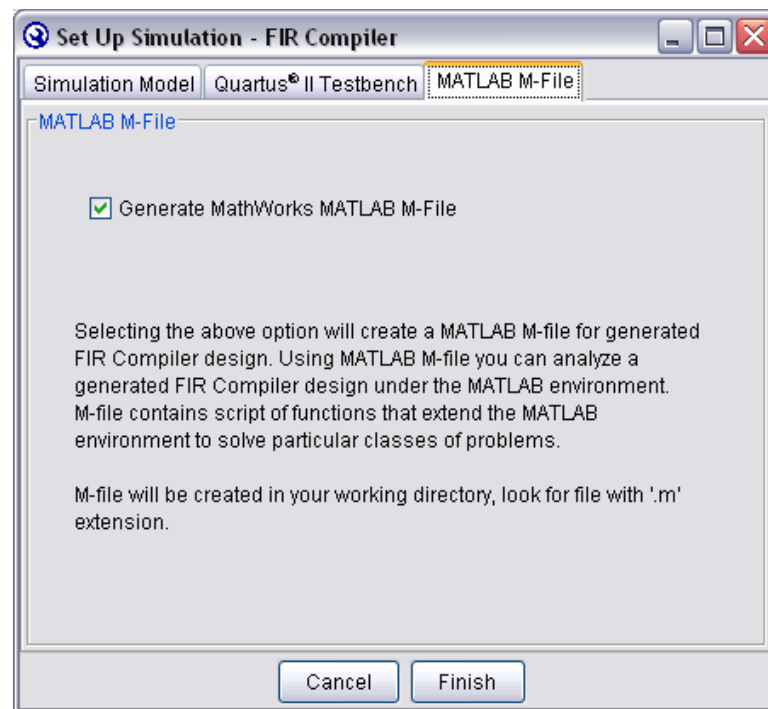 Set Up Simulation - FIR Compiler
Simulation Model
Quartus® II Testbench
MATLAB M-File
MATLAB M-File
Generate MathWorks MATLAB M-File
Selecting the above option will create a MATLAB M-file for generated
FIR Compiler design. Using MATLAB M-file you can analyze a
generated FIR Compiler design under the MATLAB environment.
M-file contains script of functions that extend the MATLAB
environment to solve particular classes of problems.
M-file will be created in your working directory, look for file with '.m'
extension.
Cancel
Finish